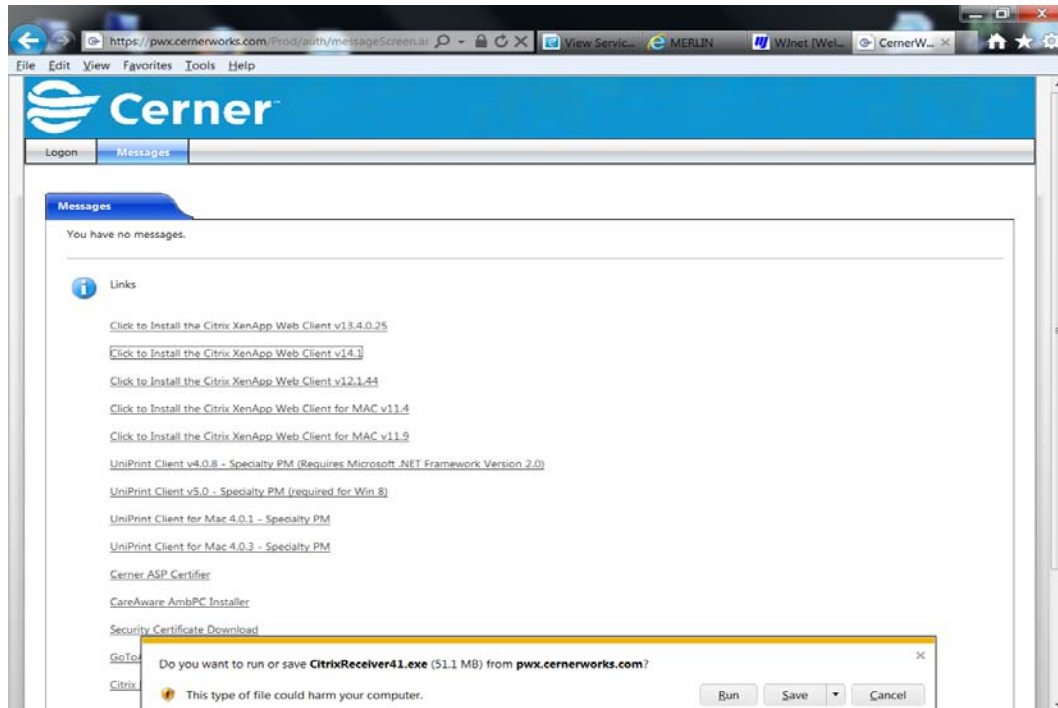 https://pwx.cernerworks.com/Prod/auth/messageScreen.as
View Servic...
MERLIN
WJnet [Wel...
CernerW...
File Edit View Favorites Tools Help
Cerner
Logon Messages
Messages
You have no messages.
Links
Click to Install the Citrix XenApp Web Client v13.4.0.25
Click to Install the Citrix XenApp Web Client v14.1
Click to Install the Citrix XenApp Web Client v12.1.44
Click to Install the Citrix XenApp Web Client for MAC v11.4
Click to Install the Citrix XenApp Web Client for MAC v11.9
UniPrint Client v4.0.8 - Specialty PM (Requires Microsoft .NET Framework Version 2.0)
UniPrint Client v5.0 - Specialty PM (required for Win 8)
UniPrint Client for Mac 4.0.1 - Specialty PM
UniPrint Client for Mac 4.0.3 - Specialty PM
Cerner ASP Certifier
CareAware AmbPC Installer
Security Certificate Download
Do you want to run or save CitrixReceiver41.exe (51.1 MB) from pwx.cernerworks.com?
Citrix
This type of file could harm your computer.
Run Save Cancel